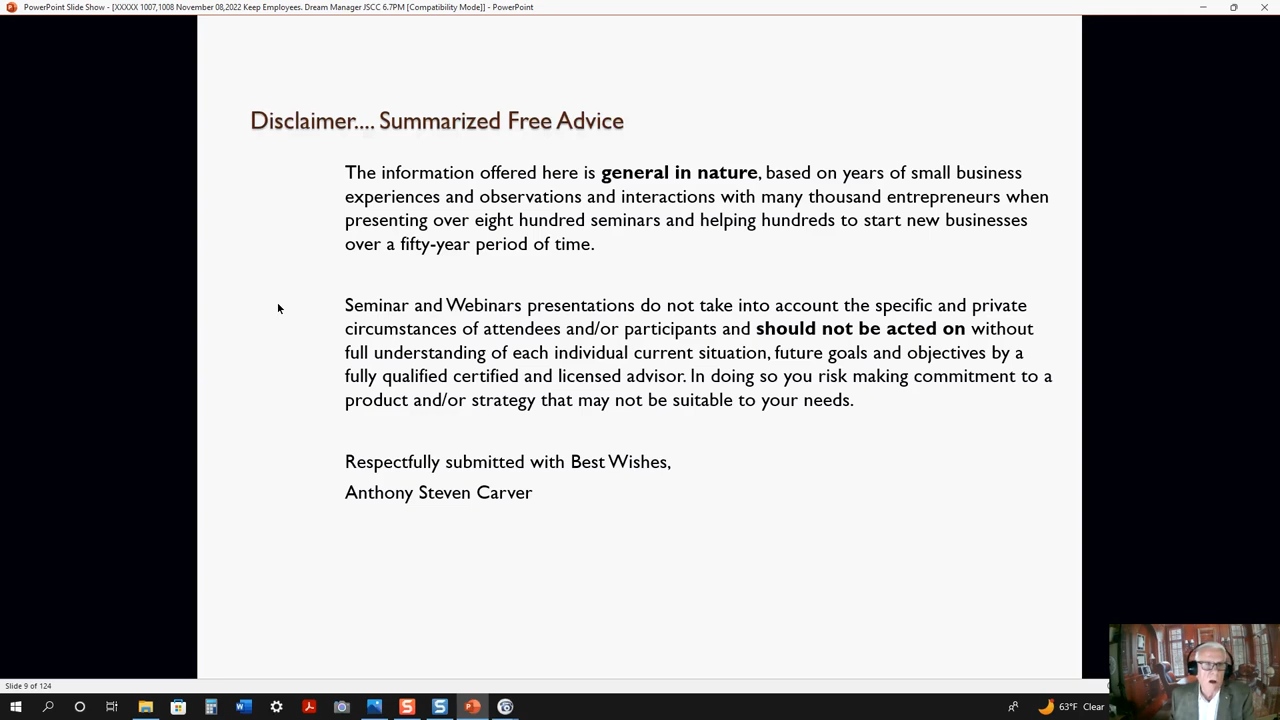 PowerPoint Slide Show - [XXXXX 1007,1008 November 08,2022 Keep Employees. Dream Manager JSCC 6.7PM [Compatibility Mode]] - PowerPoint
Disclaimer.... Summarized Free Advice
The information offered here is general in nature, based on years of small business
experiences and observations and interactions with many thousand entrepreneurs when
presenting over eight hundred seminars and helping hundreds to start new businesses
over a fifty-year period of time.
Seminar and Webinars presentations do not take into account the specific and private
circumstances of attendees and/or participants and should not be acted on without
full understanding of each individual current situation, future goals and objectives by a
fully qualified certified and licensed advisor. In doing so you risk making commitment to a
product and/or strategy that may not be suitable to your needs.
Respectfully submitted with Best Wishes,
Anthony Steven Carver
Slide 9 of 124
63°F Clear